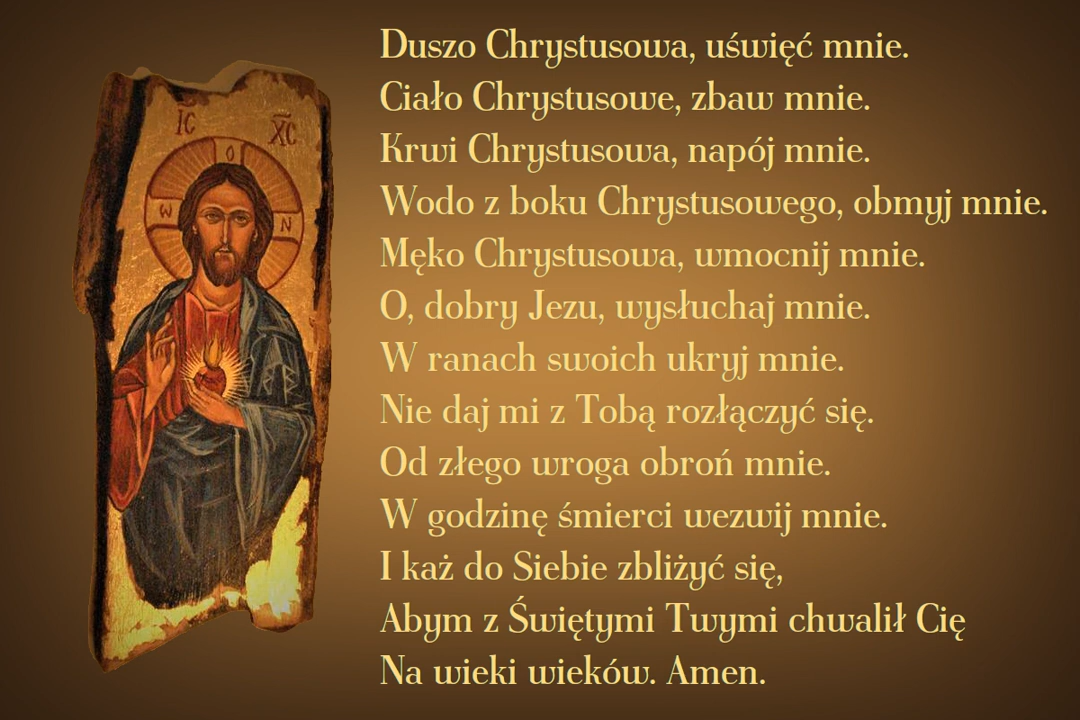 IC XC
O
W N
Duszo Chrystusowa, uświęć mnie.
Ciało Chrystusowe, zbaw mnie.
Krwi Chrystusowa, napój mnie.
Wodo z boku Chrystusowego, obmyj mnie.
Męko Chrystusowa, wmocnij mnie.
O, dobry Jezu, wysłuchaj mnie.
W ranach swoich ukryj mnie.
Nie daj mi z Tobą rozłączyć się.
Od złego wroga obroń mnie.
W godzinę śmierci wezwij mnie.
I każ do Siebie zbliżyć się,
Abym z Świętymi Twymi chwalił Cię
Na wieki wieków. Amen.